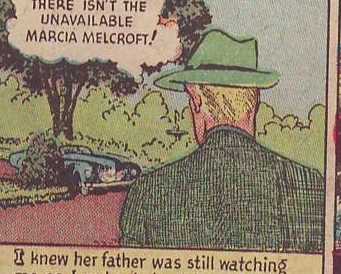 THERE ISN'T THE
UNAVAILABLE
MARCIA MELCROFT!
I knew her father was still watching